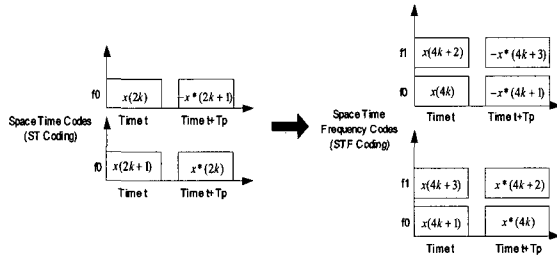 f1 x(4k+2) -x*(4k+3)
f0 x(4k) -x*(4k+1)
Time t Time t+Tp
f0 x(2k) -x*(2k+1)
Time t Time t+Tp
Space Time Codes
(ST Coding)
Space Time
Frequency Codes
(STF Coding)
f0 x(2k+1) x*(2k)
Time t Time t+Tp
f1 x(4k+3) x*(4k+2)
f0 x(4k+1) x*(4k)
Time t Time t+Tp